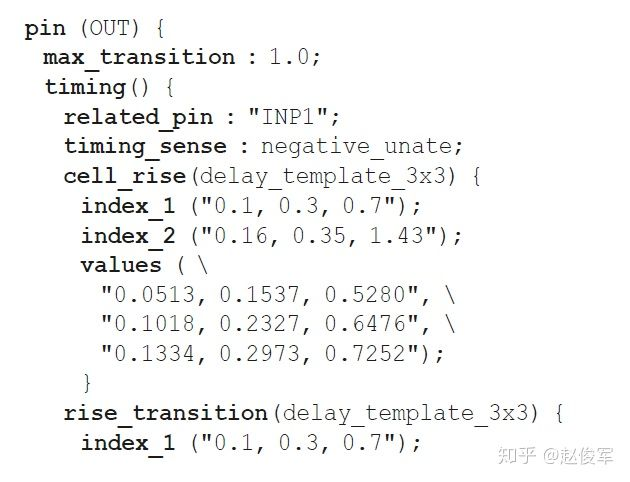 pin (OUT) {
max_transition : 1.0;
timing() {
related_pin : "INP1";
timing_sense : negative_unate;
cell_rise(delay_template_3x3) {
index_1 ("0.1, 0.3, 0.7");
index_2 ("0.16, 0.35, 1.43");
values ( \
"0.0513, 0.1537, 0.5280", \
"0.1018, 0.2327, 0.6476", \
"0.1334, 0.2973, 0.7252");
}
rise_transition(delay_template_3x3) {
index_1 ("0.1, 0.3, 0.7");
知乎 @赵俊军